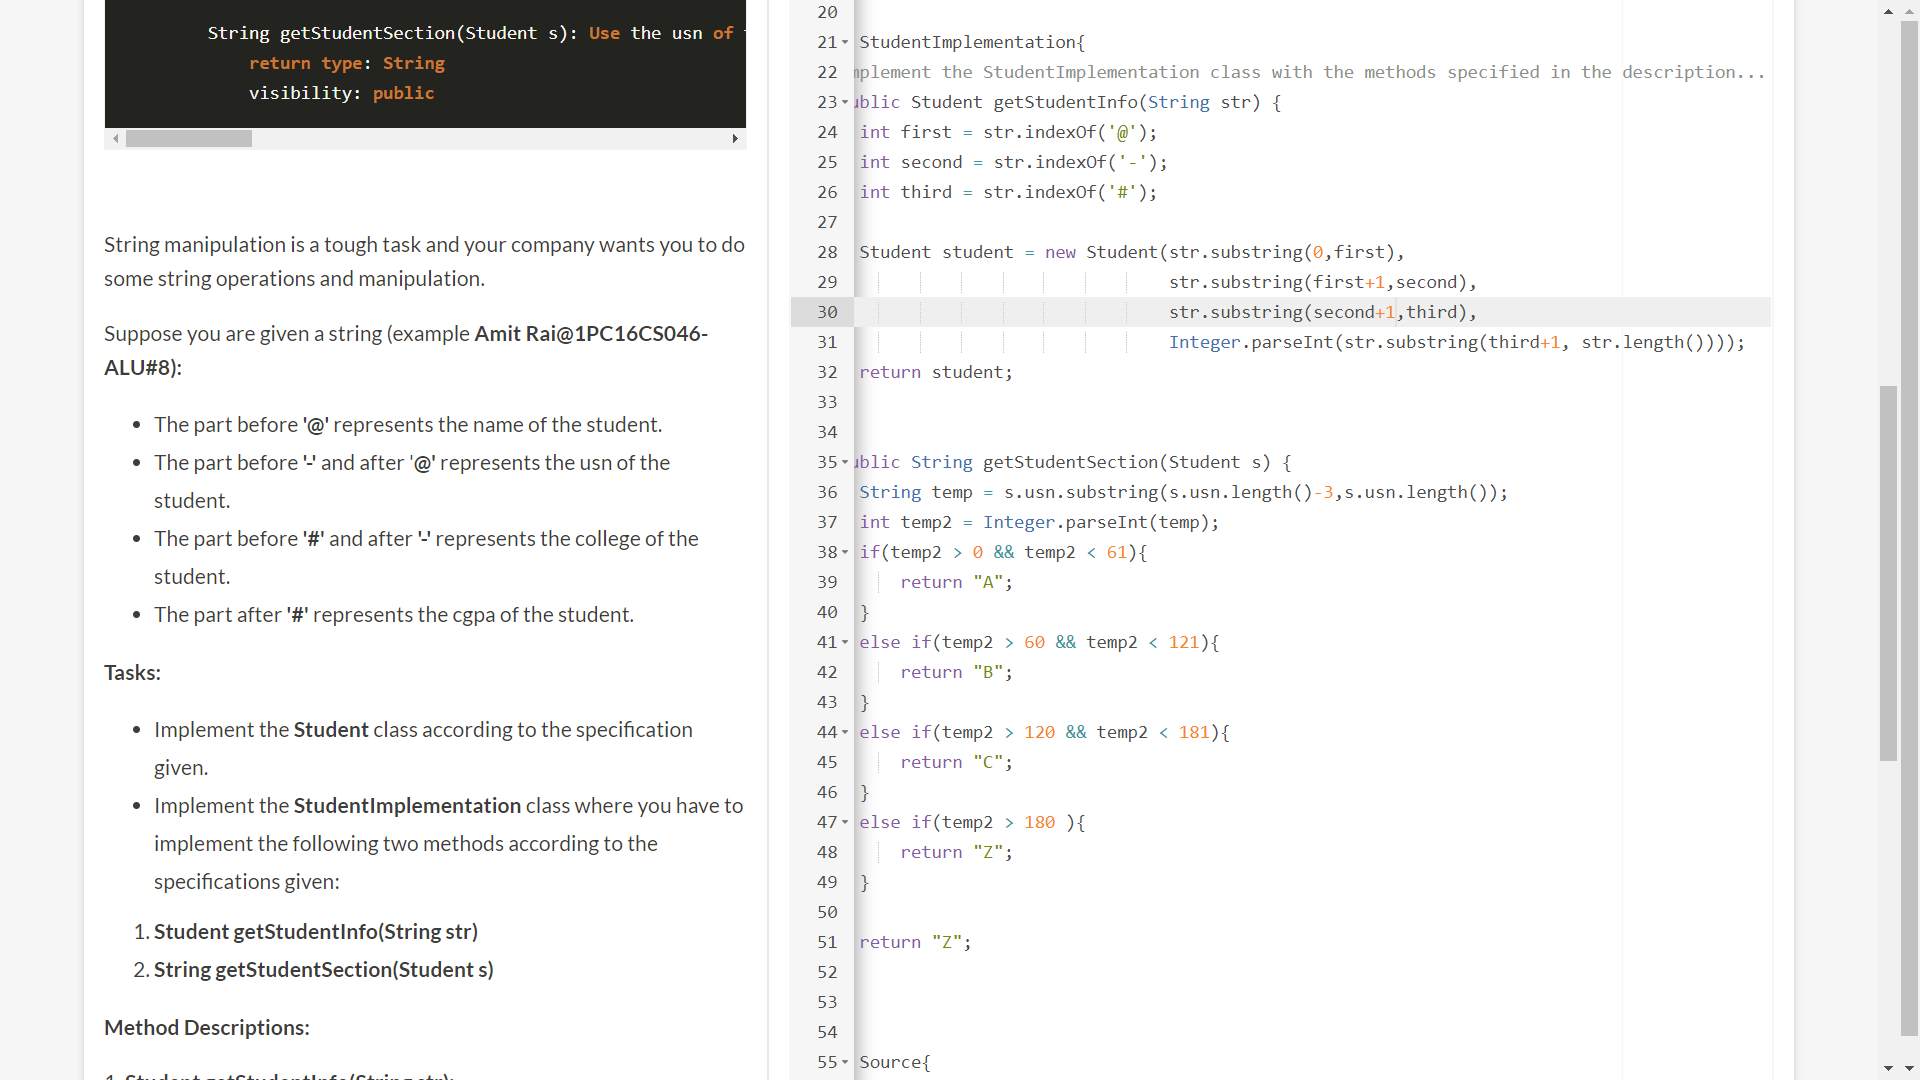 String getStudentSection(Student s): Use the usn of
return type: String
visibility: public
String manipulation is a tough task and your company wants you to do
some string operations and manipulation.
Suppose you are given a string (example Amit Rai@1PC16CS046-
ALU#8):
• The part before '@' represents the name of the student.
• The part before '-' and after '@' represents the usn of the
student.
• The part before '#' and after '-' represents the college of the
student.
• The part after '#' represents the cgpa of the student.
Tasks:
• Implement the Student class according to the specification
given.
• Implement the StudentImplementation class where you have to
implement the following two methods according to the
specifications given:
1. Student getStudentInfo(String str)
2. String getStudentSection(Student s)
Method Descriptions:
1. Student getStudentInfo(String str):
20
21 StudentImplementation{
22 mplement the StudentImplementation class with the methods specified in the description...
23 ublic Student getStudentInfo(String str) {
24 int first = str.indexOf('@');
25 int second = str.indexOf('-');
26 int third = str.indexOf('#');
27
28 Student student = new Student(str.substring(0,first),
29 str.substring(first+1,second),
30 str.substring(second+1,third),
31 Integer.parseInt(str.substring(third+1, str.length())));
32 return student;
33
34
35 ublic String getStudentSection(Student s) {
36 String temp = s.usn.substring(s.usn.length()-3,s.usn.length());
37 int temp2 = Integer.parseInt(temp);
38 if(temp2 > 0 && temp2 < 61){
39 return "A";
40 }
41 else if(temp2 > 60 && temp2 < 121){
42 return "B";
43 }
44 else if(temp2 > 120 && temp2 < 181){
45 return "C";
46 }
47 else if(temp2 > 180 ){
48 return "Z";
49 }
50
51 return "Z";
52
53
54
55 Source{